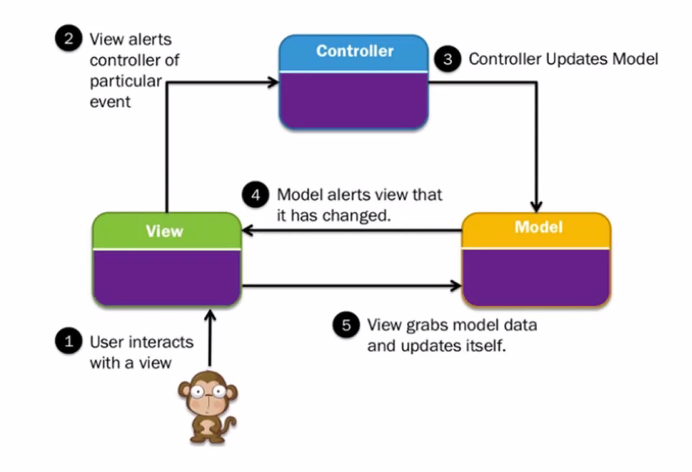 2 View alerts
controller of
particular
event
Controller
3 Controller Updates Model
4 Model alerts view that
it has changed.
View
Model
5 View grabs model data
and updates itself.
1 User interacts
with a view